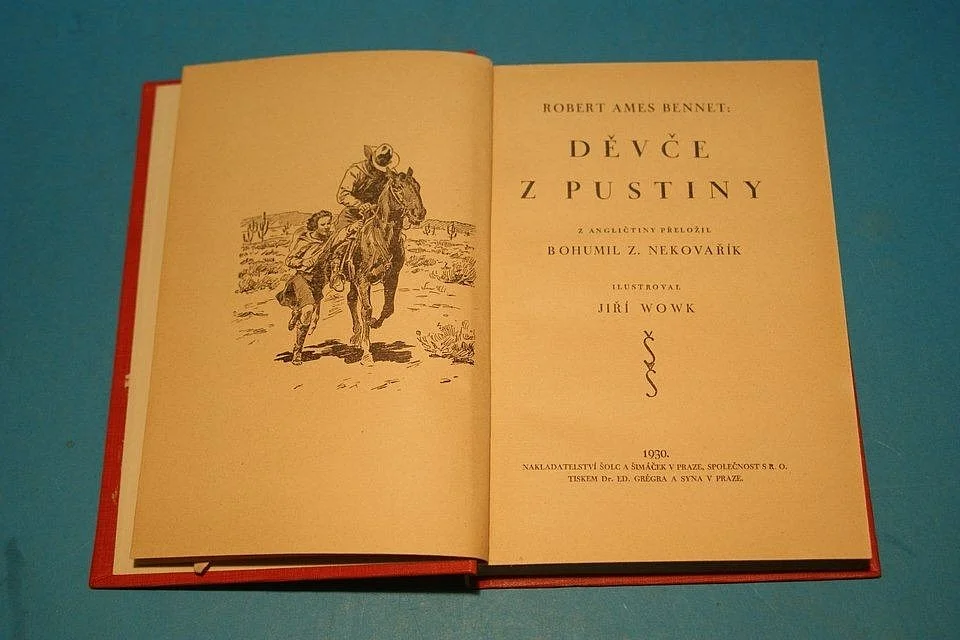 ROBERT AMES BENNET:
DĚVČE
Z PUSTINY
Z ANGLIČTINY PŘELOŽIL
BOHUMIL Z. NEKOVAŘÍK
ILUSTROVAL
JIŘÍ WOWK
Š
Š
1930.
NAKLADATELSTVÍ ŠOLC A ŠIMÁČEK V PRAZE, SPOLEČNOST S R. O.
TISKEM Dr. ED. GRÉGRA A SYNA V PRAZE.